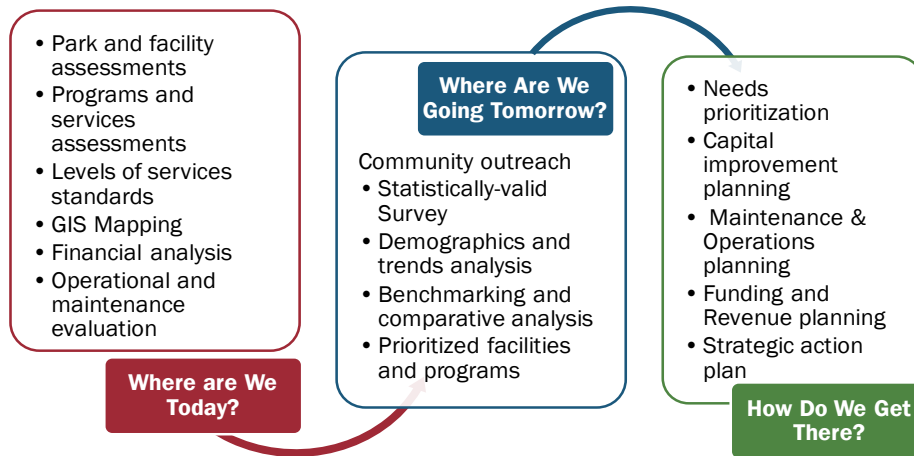 • Park and facility
assessments
• Programs and
services
assessments
• Levels of services
standards
• GIS Mapping
• Financial analysis
• Operational and
maintenance
evaluation
Where are We
Today?
Where Are We
Going Tomorrow?
Community outreach
• Statistically-valid
Survey
• Demographics and
trends analysis
• Benchmarking and
comparative analysis
• Prioritized facilities
and programs
• Needs
prioritization
• Capital
improvement
planning
• Maintenance &
Operations
planning
• Funding and
Revenue planning
• Strategic action
plan
How Do We Get
There?